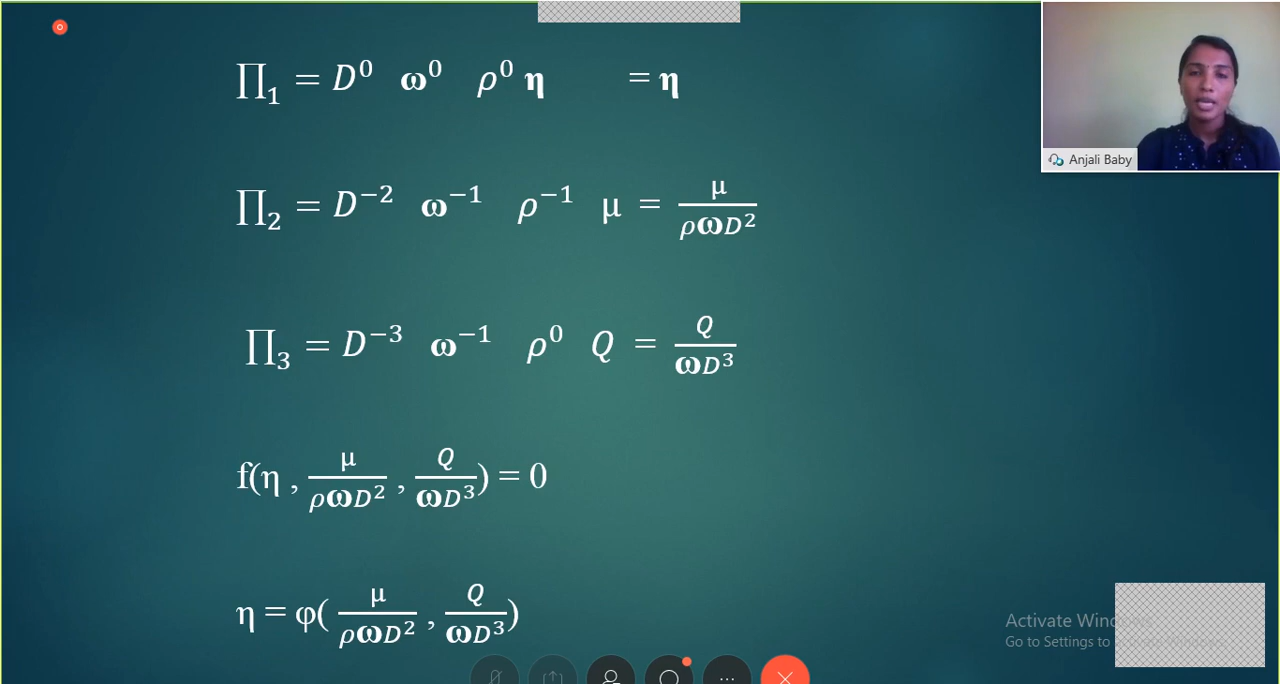 ∏₁ = D⁰ ω⁰ ρ⁰ η = η
Anjali Baby
∏₂ = D⁻² ω⁻¹ ρ⁻¹ μ = μ/ρωD²
∏₃ = D⁻³ ω⁻¹ ρ⁰ Q = Q/ωD³
f(η , μ/ρωD² , Q/ωD³) = 0
η = φ( μ/ρωD² , Q/ωD³)
Activate
Go to Settings to